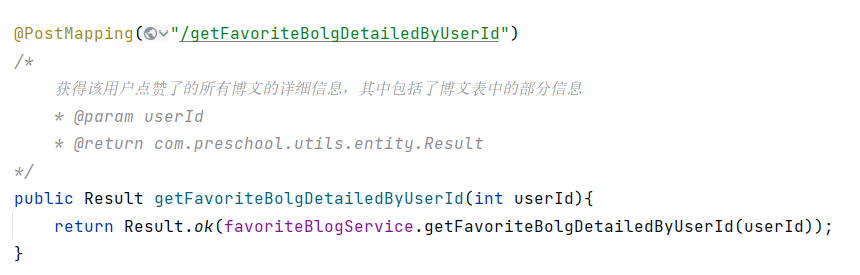 @PostMapping("/getFavoriteBolgDetailedByUserId")
/*
获得该用户点赞了的所有博文的详细信息，其中包括了博文表中的部分信息
* @param userId
* @return com.preschool.utils.entity.Result
*/
public Result getFavoriteBolgDetailedByUserId(int userId){
return Result.ok(favoriteBlogService.getFavoriteBolgDetailedByUserId(userId));
}